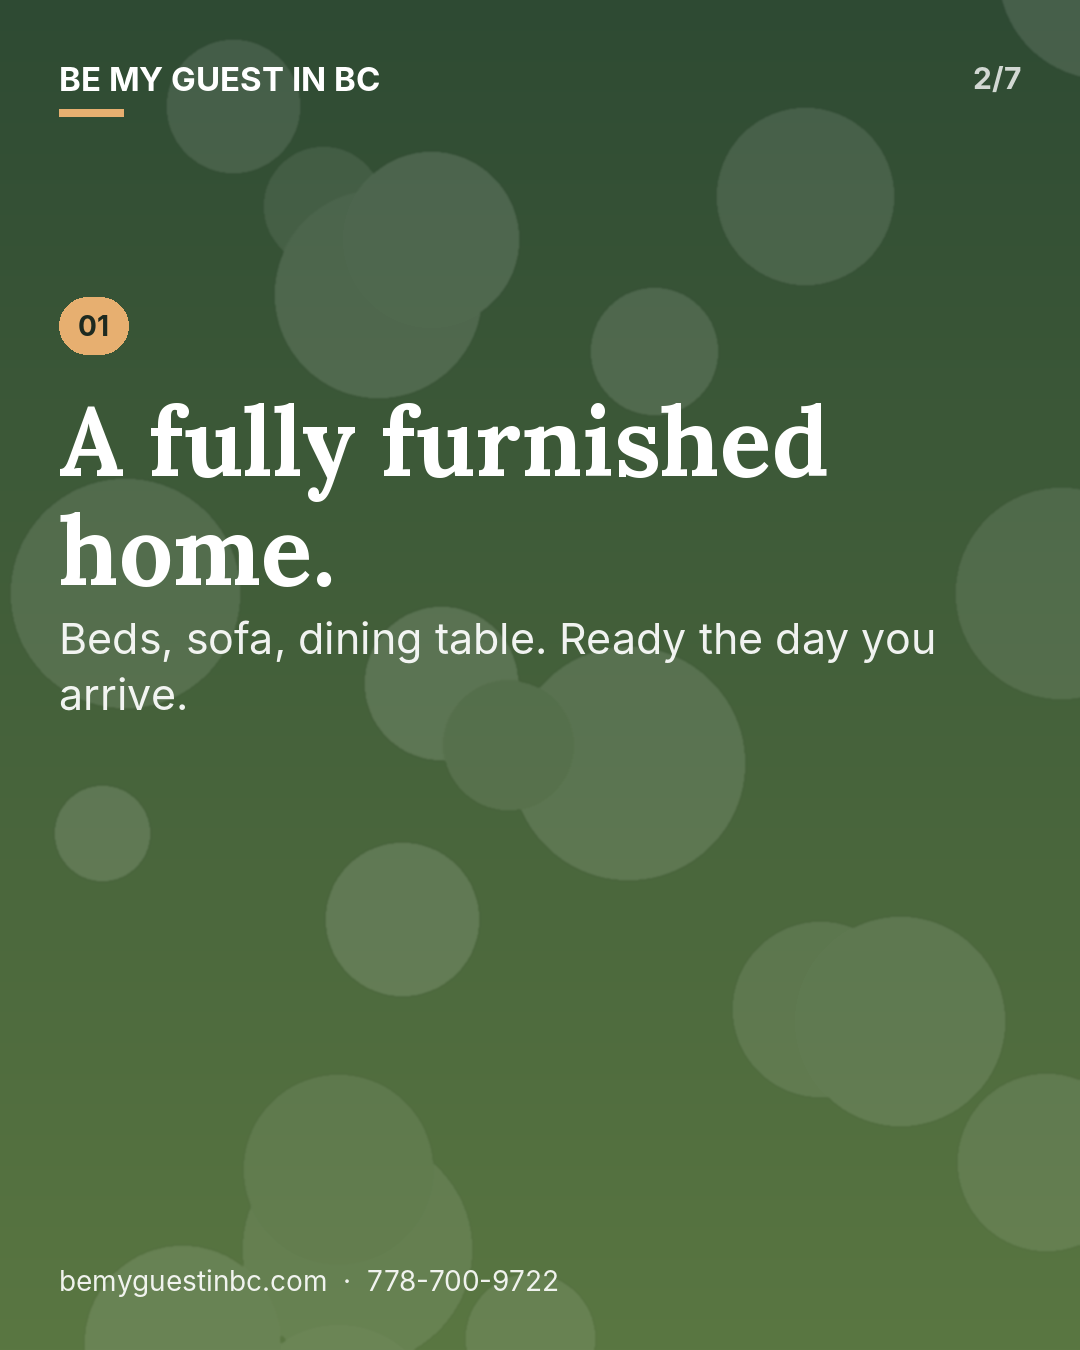 BE MY GUEST IN BC
2/7
01
A fully furnished
home.
Beds, sofa, dining table. Ready the day you
arrive.
bemyguestinbc.com · 778-700-9722